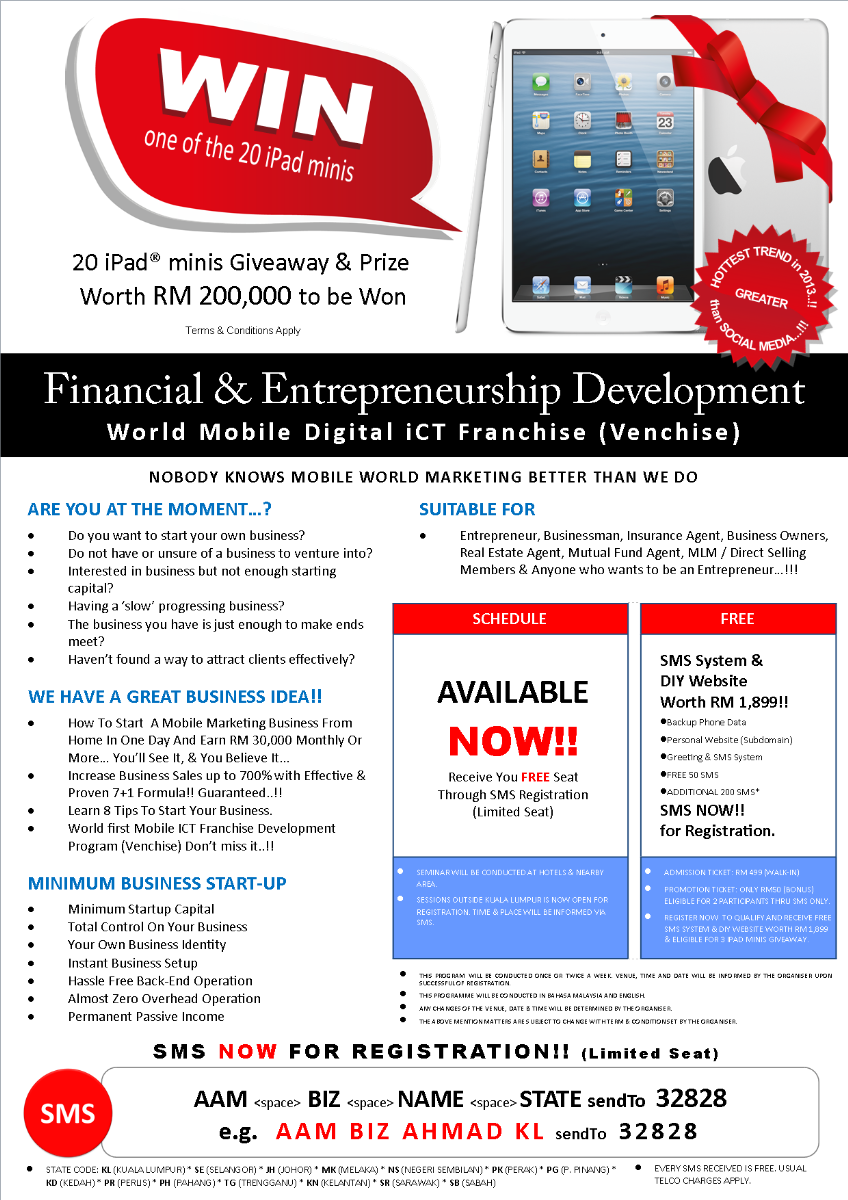 WIN
one of the 20 iPad minis
20 iPad® minis Giveaway & Prize
Worth RM 200,000 to be Won
Terms & Conditions Apply
HOTTEST TREND in 2013..!!
GREATER
than SOCIAL MEDIA...!!!
Financial & Entrepreneurship Development
World Mobile Digital iCT Franchise (Venchise)
NOBODY KNOWS MOBILE WORLD MARKETING BETTER THAN WE DO
ARE YOU AT THE MOMENT...?
• Do you want to start your own business?
• Do not have or unsure of a business to venture into?
• Interested in business but not enough starting
capital?
• Having a ‘slow’ progressing business?
• The business you have is just enough to make ends
meet?
• Haven’t found a way to attract clients effectively?
WE HAVE A GREAT BUSINESS IDEA!!
• How To Start A Mobile Marketing Business From
Home In One Day And Earn RM 30,000 Monthly Or
More... You’ll See It, & You Believe It...
• Increase Business Sales up to 700% with Effective &
Proven 7+1 Formula!! Guaranteed..!!
• Learn 8 Tips To Start Your Business.
• World first Mobile ICT Franchise Development
Program (Venchise) Don’t miss it..!!
MINIMUM BUSINESS START-UP
• Minimum Startup Capital
• Total Control On Your Business
• Your Own Business Identity
• Instant Business Setup
• Hassle Free Back-End Operation
• Almost Zero Overhead Operation
• Permanent Passive Income
SUITABLE FOR
• Entrepreneur, Businessman, Insurance Agent, Business Owners,
Real Estate Agent, Mutual Fund Agent, MLM / Direct Selling
Members & Anyone who wants to be an Entrepreneur...!!!
SCHEDULE
AVAILABLE
NOW!!
Receive You FREE Seat
Through SMS Registration
(Limited Seat)
• SEMINAR WILL BE CONDUCTED AT HOTELS & NEARBY
AREA.
• SESSIONS OUTSIDE KUALA LUMPUR IS NOW OPEN FOR
REGISTRATION. TIME & PLACE WILL BE INFORMED VIA
SMS.
FREE
SMS System &
DIY Website
Worth RM 1,899!!
•Backup Phone Data
•Personal Website (Subdomain)
•Greeting & SMS System
•FREE 50 SMS
•ADDITIONAL 200 SMS*
SMS NOW!!
for Registration.
• ADMISSION TICKET: RM 499 (WALK-IN)
• PROMOTION TICKET: ONLY RM50 (BONUS)
ELIGIBLE FOR 2 PARTICIPANTS THRU SMS ONLY.
• REGISTER NOW TO QUALIFY AND RECEIVE FREE
SMS SYSTEM & DIY WEBSITE WORTH RM 1,899
& ELIGIBLE FOR 3 IPAD MINIS GIVEAWAY.
• THIS PROGRAM WILL BE CONDUCTED ONCE OR TWICE A WEEK. VENUE, TIME AND DATE WILL BE INFORMED BY THE ORGANISER UPON
SUCCESSFUL OF REGISTRATION.
• THIS PROGRAMME WILL BE CONDUCTED IN BAHASA MALAYSIA AND ENGLISH.
• ANY CHANGES OF THE VENUE, DATE & TIME WILL BE DETERMINED BY THE ORGANISER.
• THE ABOVE MENTION MATTERS ARE SUBJECT TO CHANGE WITH TERM & CONDITION SET BY THE ORGANISER.
SMS NOW FOR REGISTRATION!! (Limited Seat)
SMS
AAM <space> BIZ <space> NAME <space> STATE sendTo 32828
e.g. AAM BIZ AHMAD KL sendTo 32828
• STATE CODE: KL (KUALA LUMPUR) * SE (SELANGOR) * JH (JOHOR) * MK (MELAKA) * NS (NEGERI SEMBILAN) * PK (PERAK) * PG (P. PINANG) *
KD (KEDAH) * PR (PERLIS) * PH (PAHANG) * TG (TRENGGANU) * KN (KELANTAN) * SR (SARAWAK) * SB (SABAH)
• EVERY SMS RECEIVED IS FREE. USUAL
TELCO CHARGES APPLY.